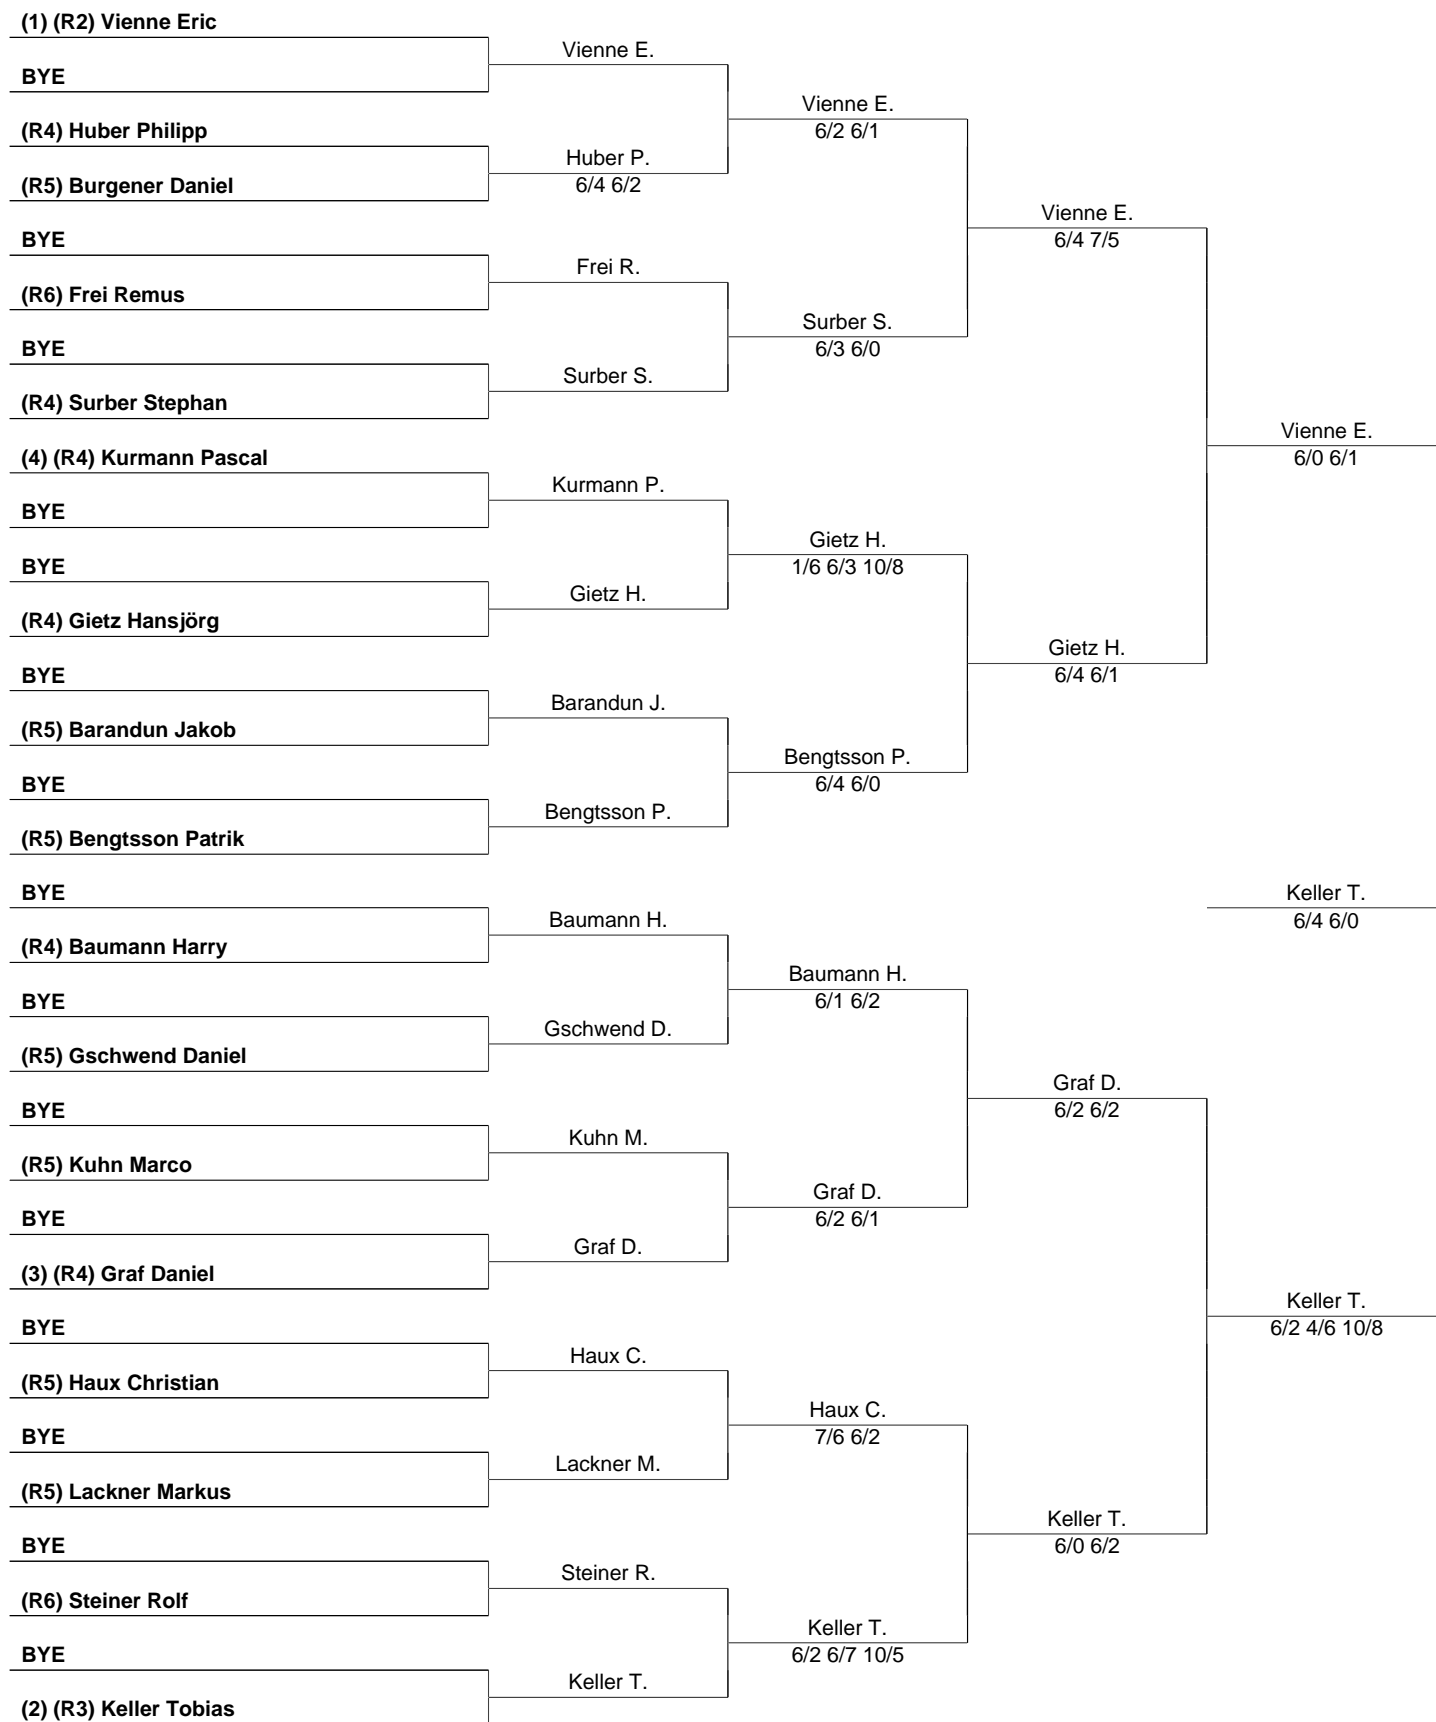 (1) (R2) Vienne Eric
BYE
(R4) Huber Philipp
(R5) Burgener Daniel
BYE
(R6) Frei Remus
BYE
(R4) Surber Stephan
(4) (R4) Kurmann Pascal
BYE
BYE
(R4) Gietz Hansjörg
BYE
(R5) Barandun Jakob
BYE
(R5) Bengtsson Patrik
BYE
(R4) Baumann Harry
BYE
(R5) Gschwend Daniel
BYE
(R5) Kuhn Marco
BYE
(3) (R4) Graf Daniel
BYE
(R5) Haux Christian
BYE
(R5) Lackner Markus
BYE
(R6) Steiner Rolf
BYE
(2) (R3) Keller Tobias
Vienne E.
Huber P.
6/4 6/2
Frei R.
Surber S.
Kurmann P.
Gietz H.
Barandun J.
Bengtsson P.
Baumann H.
Gschwend D.
Kuhn M.
Graf D.
Haux C.
Lackner M.
Steiner R.
Keller T.
Vienne E.
6/2 6/1
Surber S.
6/3 6/0
Gietz H.
1/6 6/3 10/8
Bengtsson P.
6/4 6/0
Baumann H.
6/1 6/2
Graf D.
6/2 6/1
Haux C.
7/6 6/2
Keller T.
6/2 6/7 10/5
Vienne E.
6/4 7/5
Gietz H.
6/4 6/1
Graf D.
6/2 6/2
Keller T.
6/0 6/2
Vienne E.
6/0 6/1
Keller T.
6/4 6/0
Keller T.
6/2 4/6 10/8